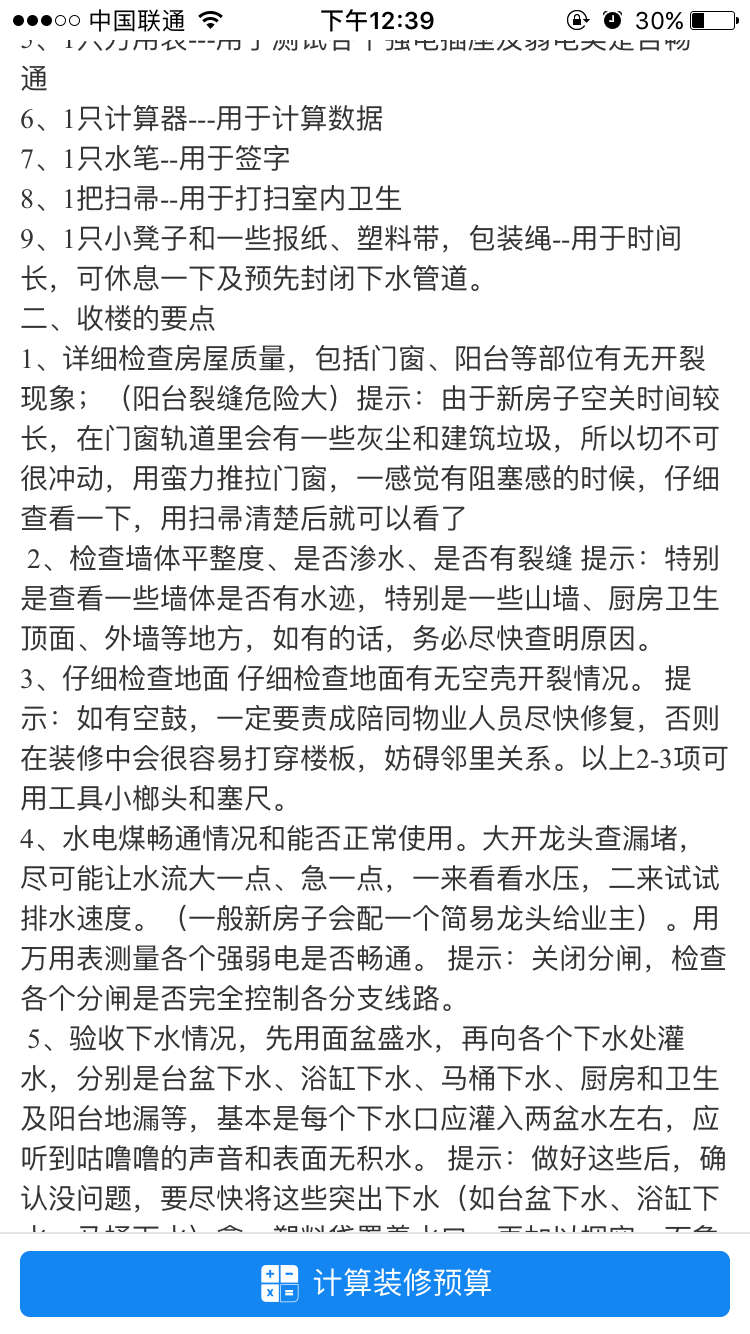 中国联通 下午12:39 30%
5、1只万用表---用于测试各个强电插座及弱电类是否畅
通
6、1只计算器---用于计算数据
7、1只水笔--用于签字
8、1把扫帚--用于打扫室内卫生
9、1只小凳子和一些报纸、塑料带，包装绳--用于时间
长，可休息一下及预先封闭下水管道。
二、收楼的要点
1、详细检查房屋质量，包括门窗、阳台等部位有无开裂
现象；（阳台裂缝危险大）提示：由于新房子空关时间较
长，在门窗轨道里会有一些灰尘和建筑垃圾，所以切不可
很冲动，用蛮力推拉门窗，一感觉有阻塞感的时候，仔细
查看一下，用扫帚清楚后就可以看了
2、检查墙体平整度、是否渗水、是否有裂缝 提示：特别
是查看一些墙体是否有水迹，特别是一些山墙、厨房卫生
顶面、外墙等地方，如有的话，务必尽快查明原因。
3、仔细检查地面 仔细检查地面有无空壳开裂情况。 提
示：如有空鼓，一定要责成陪同物业人员尽快修复，否则
在装修中会很容易打穿楼板，妨碍邻里关系。以上2-3项可
用工具小榔头和塞尺。
4、水电煤畅通情况和能否正常使用。大开龙头查漏堵，
尽可能让水流大一点、急一点，一来看看水压，二来试试
排水速度。（一般新房子会配一个简易龙头给业主）。用
万用表测量各个强弱电是否畅通。 提示：关闭分闸，检查
各个分闸是否完全控制各分支线路。
5、验收下水情况，先用面盆盛水，再向各个下水处灌
水，分别是台盆下水、浴缸下水、马桶下水、厨房和卫生
及阳台地漏等，基本是每个下水口应灌入两盆水左右，应
听到咕噜噜的声音和表面无积水。 提示：做好这些后，确
认没问题，要尽快将这些突出下水（如台盆下水、浴缸下
计算装修预算